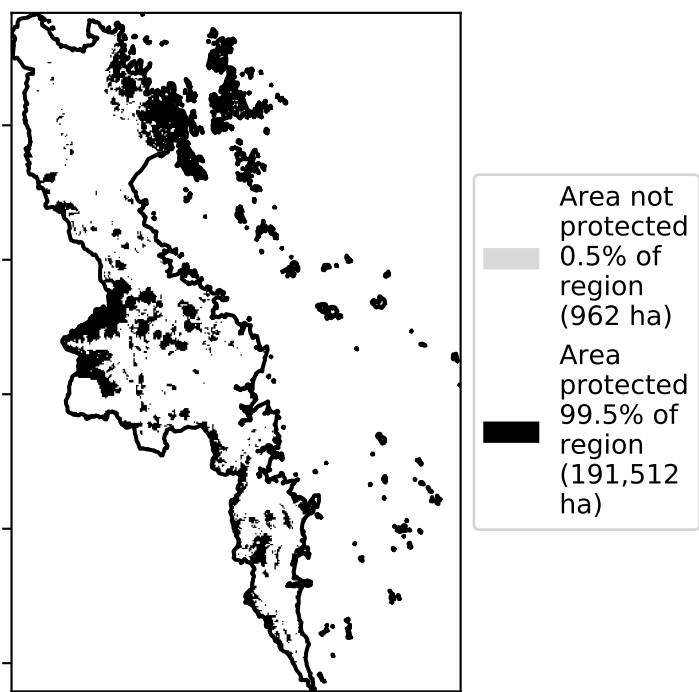 Area not
protected
0.5% of
region
(962 ha)
Area
protected
99.5% of
region
(191,512
ha)